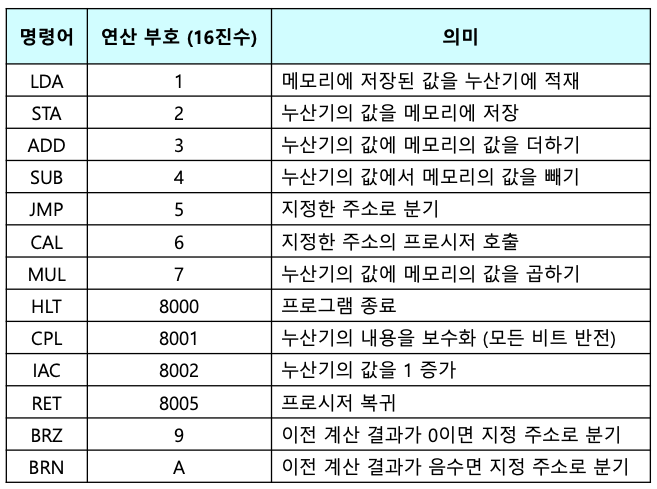 명령어 연산 부호 (16진수) 의미
LDA 1 메모리에 저장된 값을 누산기에 적재
STA 2 누산기의 값을 메모리에 저장
ADD 3 누산기의 값에 메모리의 값을 더하기
SUB 4 누산기의 값에서 메모리의 값을 빼기
JMP 5 지정한 주소로 분기
CAL 6 지정한 주소의 프로시저 호출
MUL 7 누산기의 값에 메모리의 값을 곱하기
HLT 8000 프로그램 종료
CPL 8001 누산기의 내용을 보수화 (모든 비트 반전)
IAC 8002 누산기의 값을 1 증가
RET 8005 프로시저 복귀
BRZ 9 이전 계산 결과가 0이면 지정 주소로 분기
BRN A 이전 계산 결과가 음수면 지정 주소로 분기